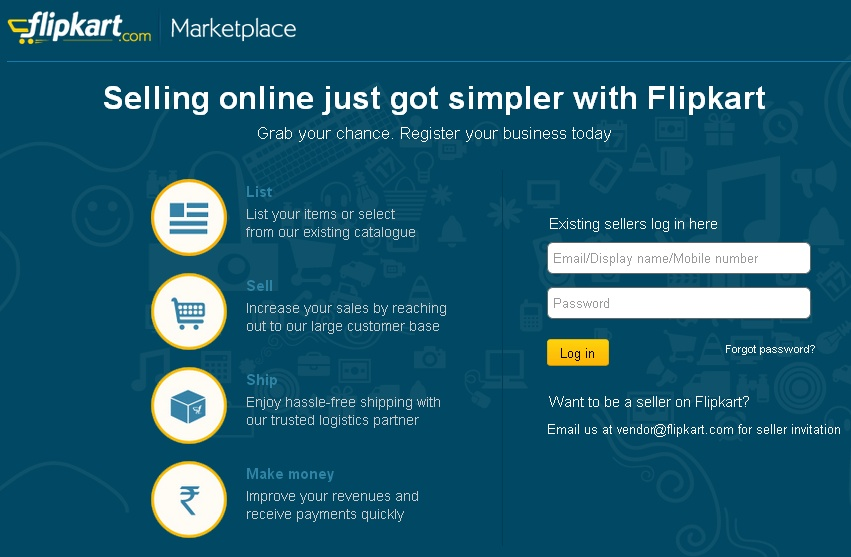 flipkart.com Marketplace
Selling online just got simpler with Flipkart
Grab your chance. Register your business today
List
List your items or select
from our existing catalogue
Sell
Increase your sales by reaching
out to our large customer base
Ship
Enjoy hassle-free shipping with
our trusted logistics partner
₹
Make money
Improve your revenues and
receive payments quickly
Existing sellers log in here
Email/Display name/Mobile number
Password
Log in
Forgot password?
Want to be a seller on Flipkart?
Email us at vendor@flipkart.com for seller invitation